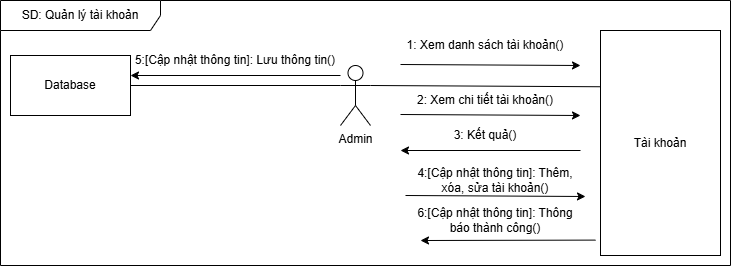 SD: Quản lý tài khoản
1: Xem danh sách tài khoản()
5:[Cập nhật thông tin]: Lưu thông tin()
Database
2: Xem chi tiết tài khoản()
Admin
3: Kết quả()
Tài khoản
4:[Cập nhật thông tin]: Thêm,
xóa, sửa tài khoản()
6:[Cập nhật thông tin]: Thông
báo thành công()